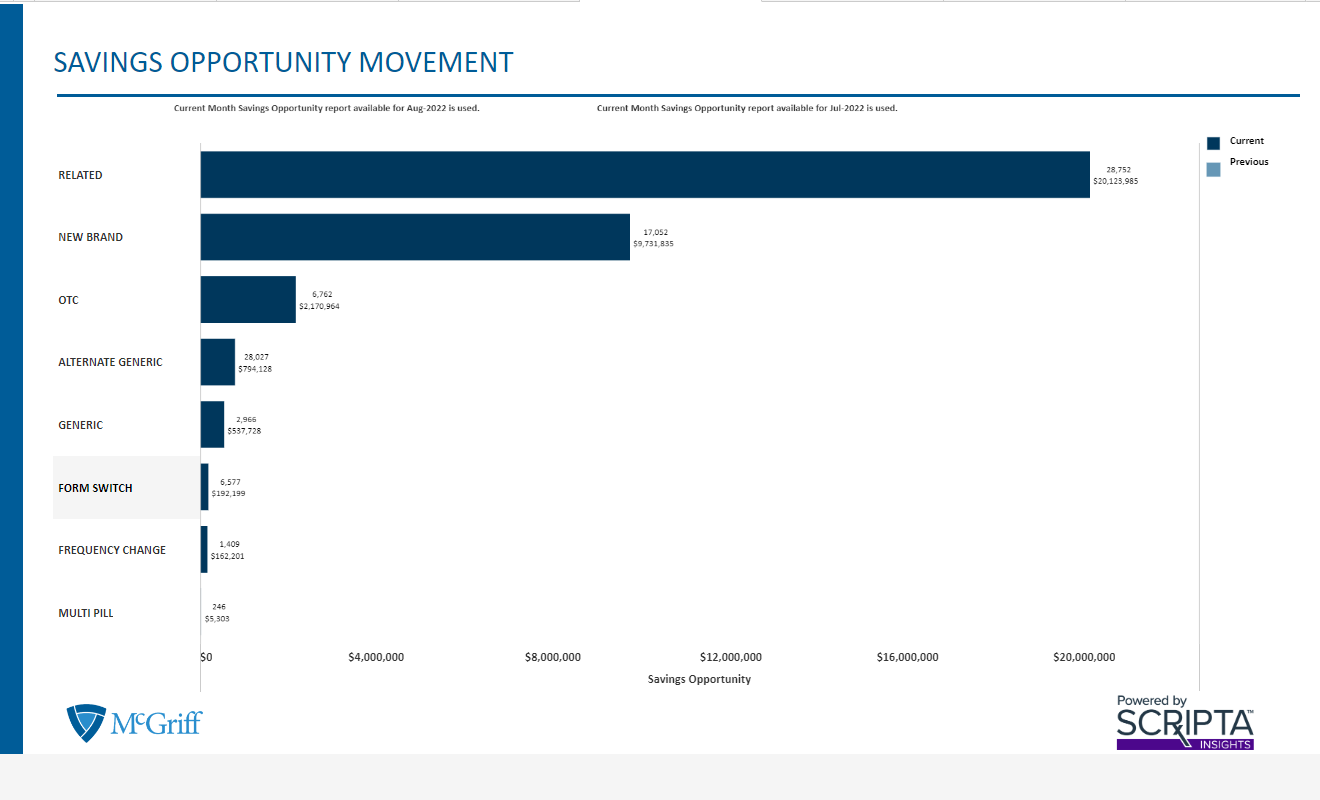 SAVINGS OPPORTUNITY MOVEMENT
Current Month Savings Opportunity report available for Aug-2022 is used.
Current Month Savings Opportunity report available for Jul-2022 is used.
Current
Previous
RELATED
28,752
$20,123,985
NEW BRAND
17,052
$9,731,835
OTC
6,762
$2,170,964
ALTERNATE GENERIC
28,027
$794,128
GENERIC
2,966
$537,728
FORM SWITCH
6,577
$192,199
FREQUENCY CHANGE
1,409
$162,201
MULTI PILL
246
$5,303
$0 $4,000,000 $8,000,000 $12,000,000 $16,000,000 $20,000,000
Savings Opportunity
McGriff
Powered by
SCRIPTA™
INSIGHTS